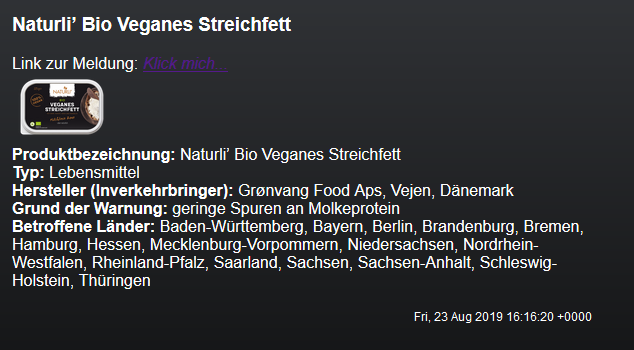 Naturli’ Bio Veganes Streichfett
Link zur Meldung: Klick mich...
NATURLI'
VEGANES
STREICHFETT
Produktbezeichnung: Naturli’ Bio Veganes Streichfett
Typ: Lebensmittel
Hersteller (Inverkehrbringer): Grønvang Food Aps, Vejen, Dänemark
Grund der Warnung: geringe Spuren an Molkeprotein
Betroffene Länder: Baden-Württemberg, Bayern, Berlin, Brandenburg, Bremen,
Hamburg, Hessen, Mecklenburg-Vorpommern, Niedersachsen, Nordrhein-
Westfalen, Rheinland-Pfalz, Saarland, Sachsen, Sachsen-Anhalt, Schleswig-
Holstein, Thüringen
Fri, 23 Aug 2019 16:16:20 +0000